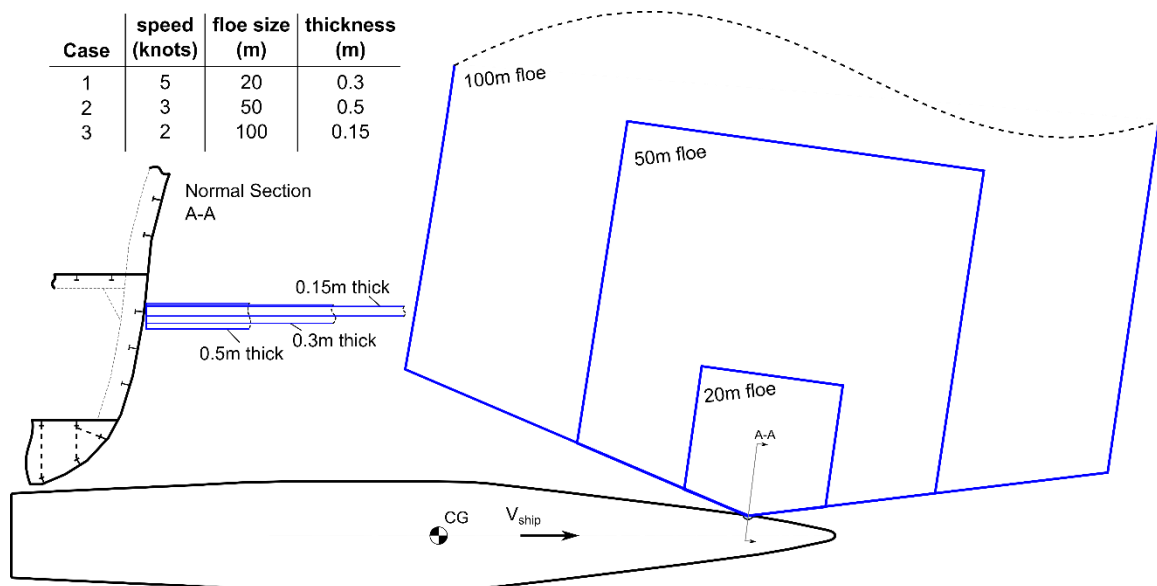 Case speed (knots) floe size (m) thickness (m)
1 5 20 0.3
2 3 50 0.5
3 2 100 0.15
100m floe
50m floe
Normal Section
A-A
0.15m thick
0.3m thick
0.5m thick
20m floe
A-A
CG
Vship